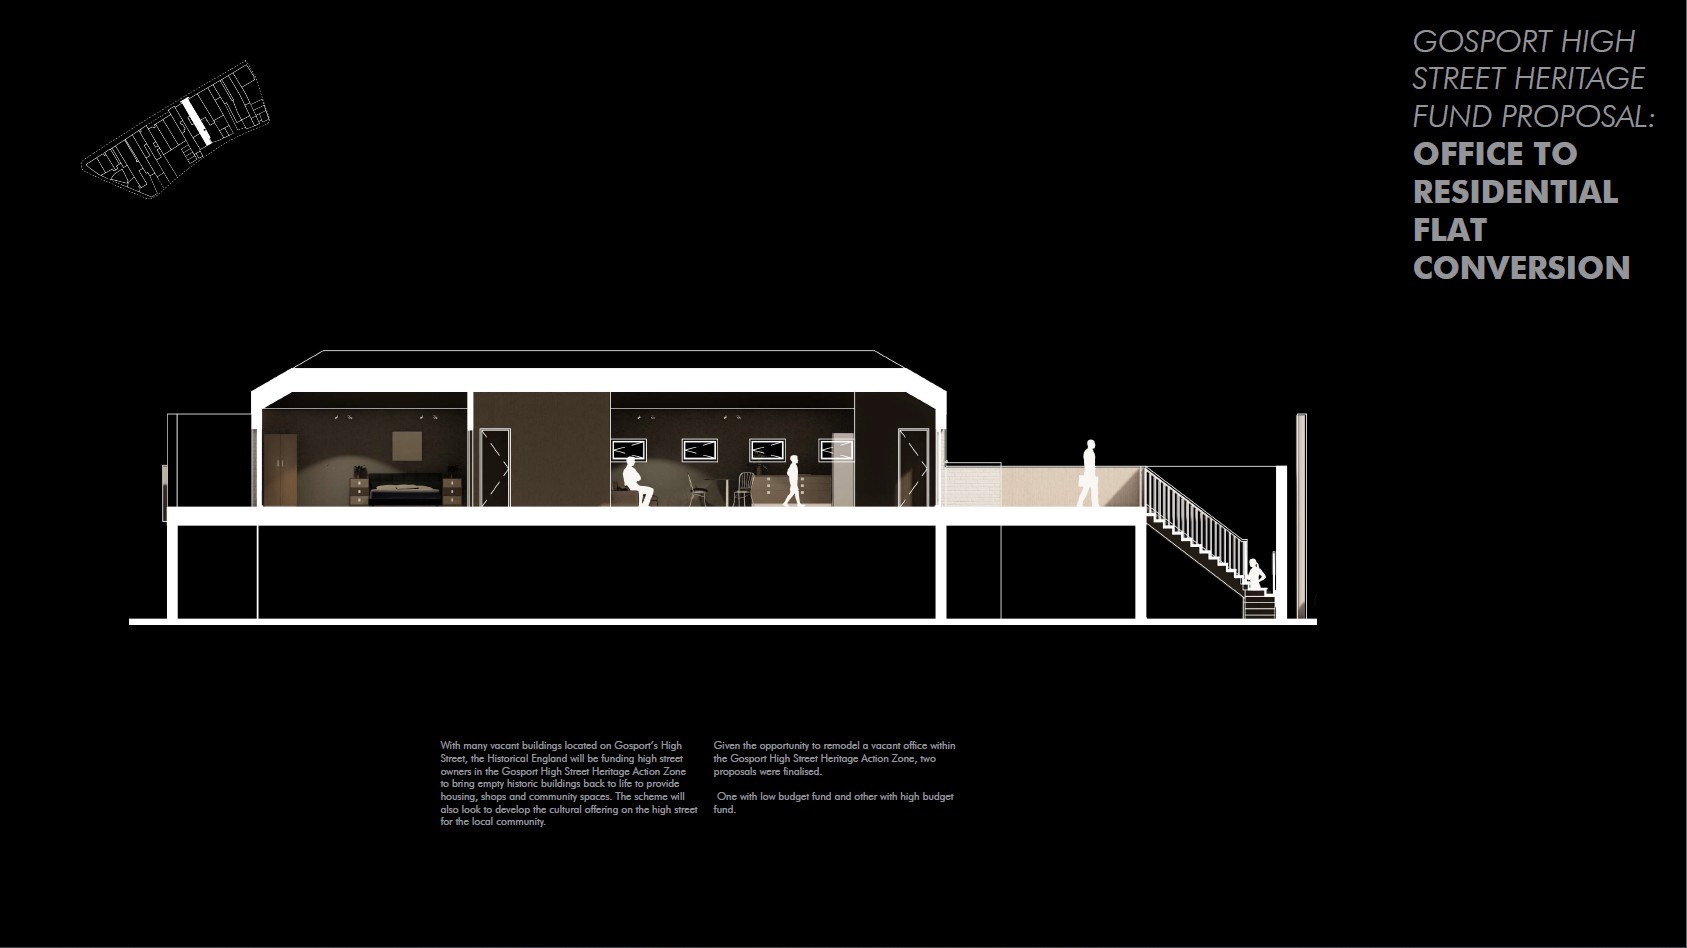 GOSPORT HIGH
STREET HERITAGE
FUND PROPOSAL:
OFFICE TO
RESIDENTIAL
FLAT
CONVERSION
With many vacant buildings located on Gosport's High
Street, the Historical England will be funding high street
owners in the Gosport High Street Heritage Action Zone
to bring empty historic buildings back to life to provide
housing, shops and community spaces. The scheme will
also look to develop the cultural offering on the high street
for the local community.
Given the opportunity to remodel a vacant office within
the Gosport High Street Heritage Action Zone, two
proposals were finalised.
One with low budget fund and other with high budget
fund.